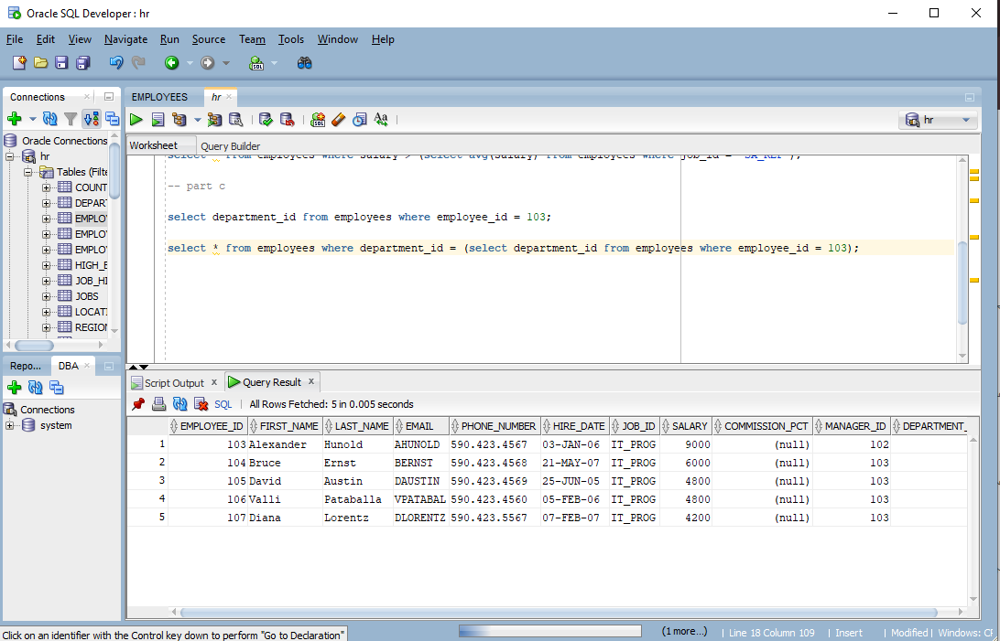 Oracle SQL Developer : hr
File Edit View Navigate Run Source Team Tools Window Help
Connections
Oracle Connections
hr
Tables (Filte
COUNT
DEPAR
EMPLOY
EMPLOY
EMPLOY
HIGH_E
JOB_HI
JOBS
LOCATI
REGION
Repo... DBA
Connections
system
EMPLOYEES hr
SQL Aa hr
Worksheet Query Builder
select * from employees where salary > (select avg(salary) from employees where job_id = 'SA_REP');
-- part c
select department_id from employees where employee_id = 103;
select * from employees where department_id = (select department_id from employees where employee_id = 103);
Script Output x Query Result x
SQL | All Rows Fetched: 5 in 0.005 seconds
EMPLOYEE_ID FIRST_NAME LAST_NAME EMAIL PHONE_NUMBER HIRE_DATE JOB_ID SALARY COMMISSION_PCT MANAGER_ID DEPARTMENT_
1 103 Alexander Hunold AHUNOLD 590.423.4567 03-JAN-06 IT_PROG 9000 (null) 102
2 104 Bruce Ernst BERNST 590.423.4568 21-MAY-07 IT_PROG 6000 (null) 103
3 105 David Austin DAUSTIN 590.423.4569 25-JUN-05 IT_PROG 4800 (null) 103
4 106 Valli Pataballa VPATABAL 590.423.4560 05-FEB-06 IT_PROG 4800 (null) 103
5 107 Diana Lorentz DLORENTZ 590.423.5567 07-FEB-07 IT_PROG 4200 (null) 103
Click on an identifier with the Control key down to perform "Go to Declaration" (1 more...) | Line 18 Column 109 | Insert | Modified | Windows: CF